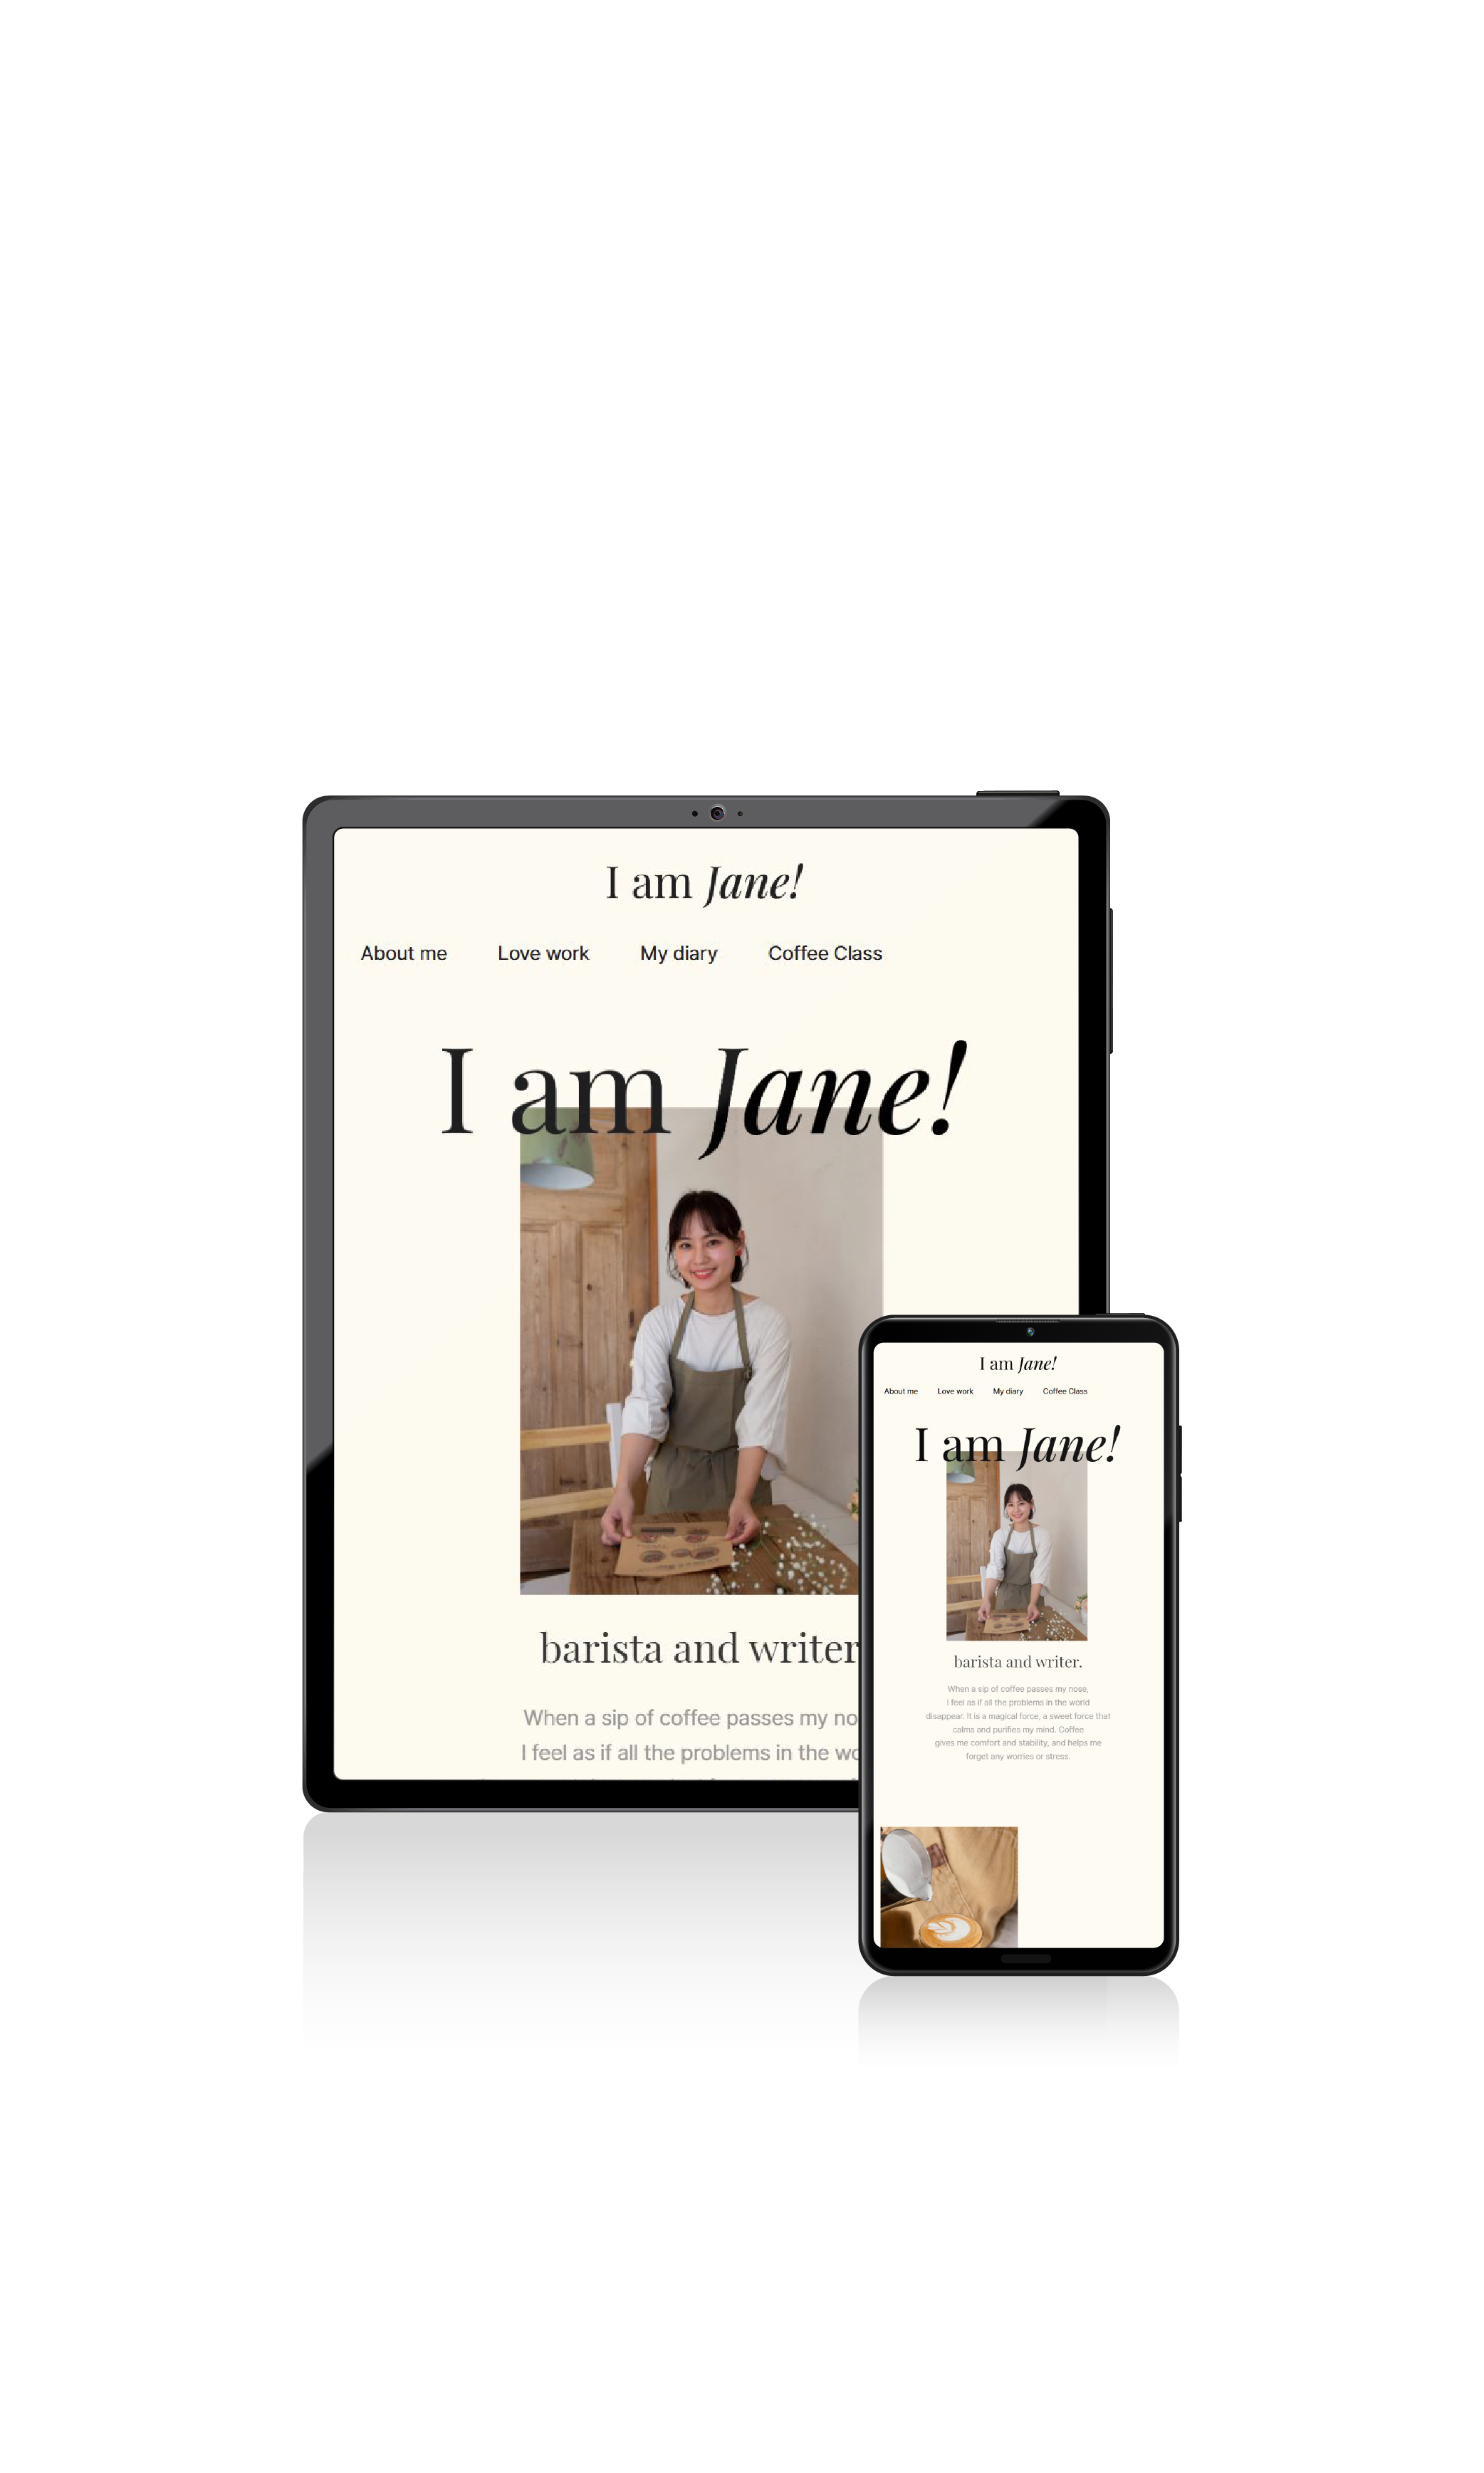 I am Jane!
About me Love work My diary Coffee Class
I am Jane!
barista and writer
When a sip of coffee passes my no
I feel as if all the problems in the wo
I am Jane!
About me Love work My diary Coffee Class
I am Jane!
barista and writer.
When a sip of coffee passes my nose,
I feel as if all the problems in the world
disappear. It is a magical force, a sweet force that
calms and purifies my mind. Coffee
gives me comfort and stability, and helps me
forget any worries or stress.